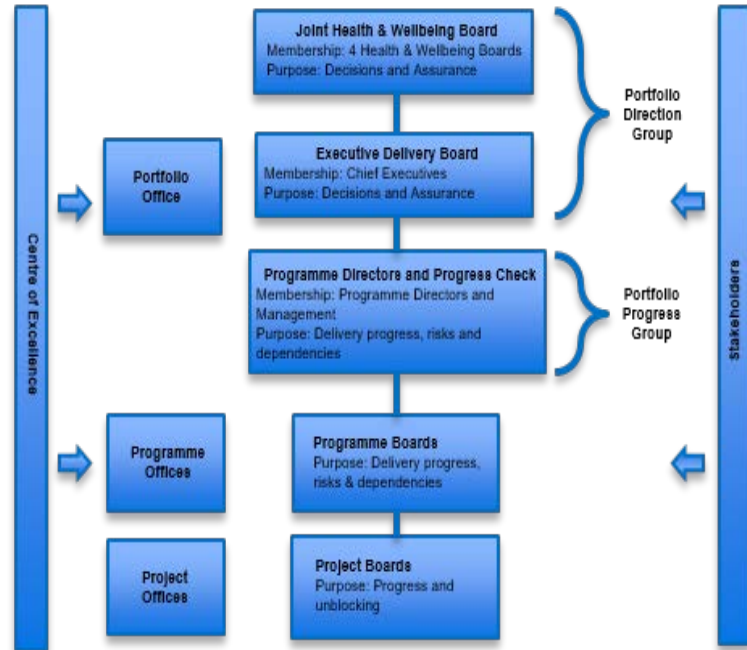 Joint Health & Wellbeing Board
Membership: 4 Health & Wellbeing Boards
Purpose: Decisions and Assurance
Portfolio
Direction
Group
Executive Delivery Board
Membership: Chief Executives
Purpose: Decisions and Assurance
Portfolio
Office
Centre of Excellence
Stakeholders
Programme Directors and Progress Check
Membership: Programme Directors and
Management
Purpose: Delivery progress, risks and
dependencies
Portfolio
Progress
Group
Programme
Offices
Programme Boards
Purpose: Delivery progress,
risks & dependencies
Project
Offices
Project Boards
Purpose: Progress and
unblocking